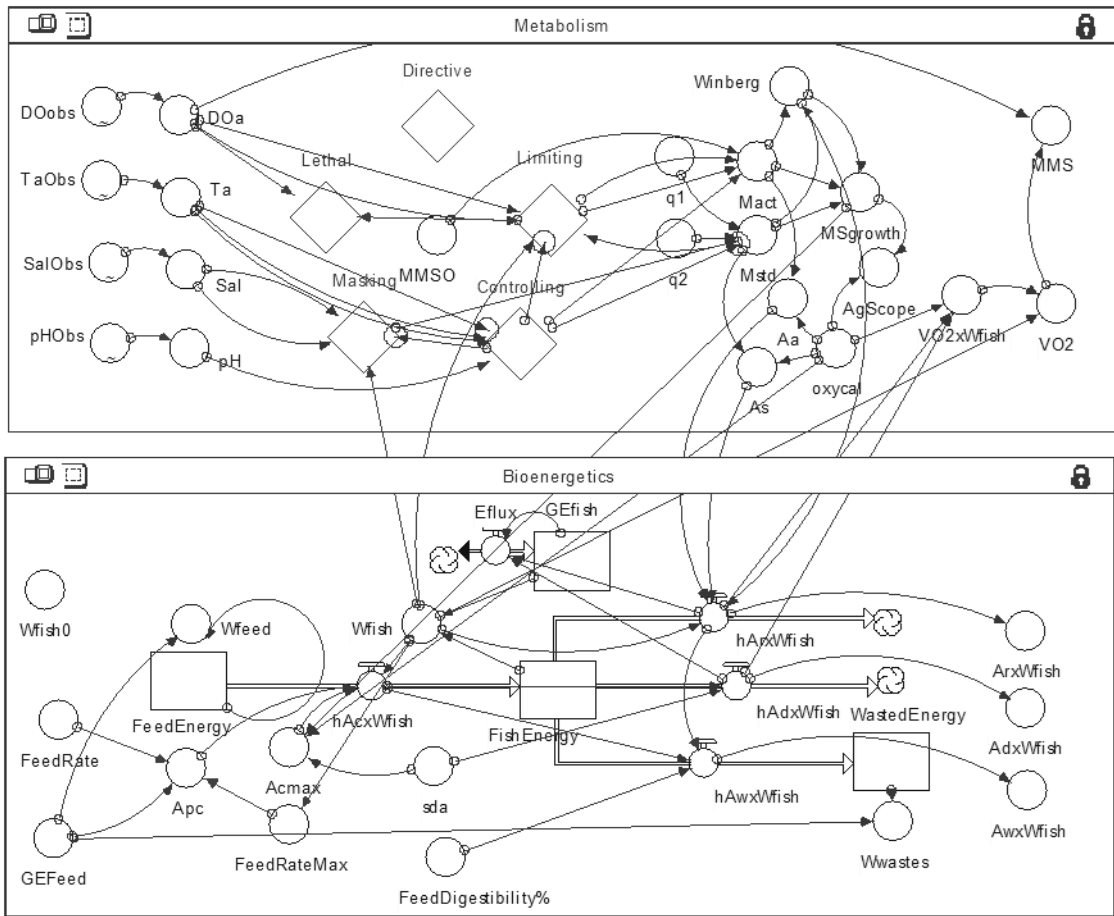 Metabolism
Directive
Winberg
DOobs
DOa
Lethal
Limiting
MMS
TaObs
Ta
q1
Mact
MSgrowth
SalObs
Sal
MMSO
q2
Mstd
Masking
Controlling
AgScope
pHObs
pH
Aa
VO2xWfish
VO2
As
oxycal
~
~
~
~
Bioenergetics
Eflux
GEfish
Wfish0
Wfeed
Wfish
hArxWfish
ArxWfish
FeedEnergy
hAcxWfish
FishEnergy
hAdxWfish
WastedEnergy
AdxWfish
FeedRate
Acmax
sda
hAwxWfish
Apc
AwxWfish
GEFeed
FeedRateMax
Wwastes
FeedDigestibility%